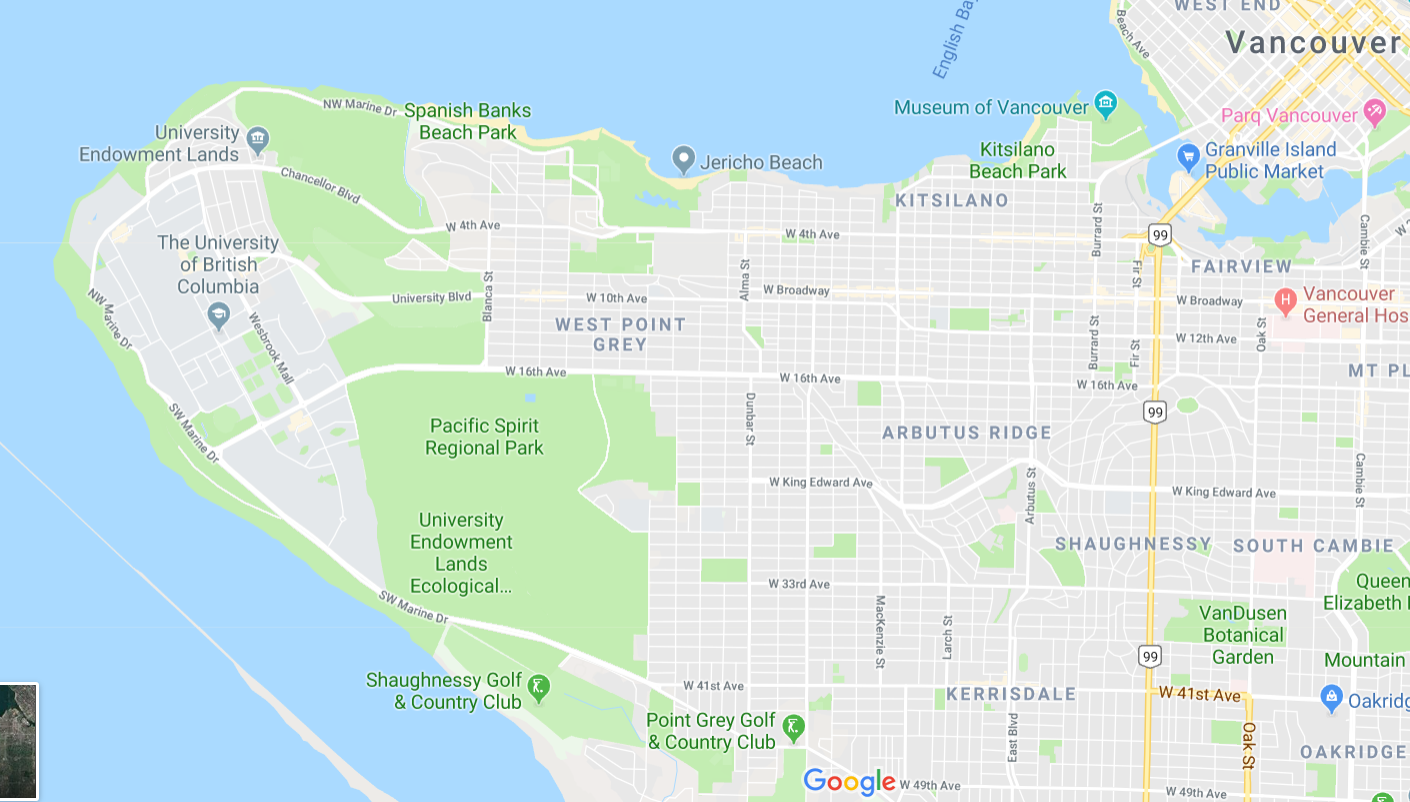 WEST END
Beach Ave
English Ba
Vancouver
NW Marine Dr
Spanish Banks
Beach Park
Museum of Vancouver
Parq Vancouver
University
Endowment Lands
Jericho Beach
Kitsilano
Beach Park
Granville Island
Public Market
Chancellor Blvd
KITSILANO
W 4th Ave
W 4th Ave
Burrard St
99
Cambie St
W
The University
of British
Columbia
Blanca St
Alma St
Fir St
FAIRVIEW
University Blvd
W 10th Ave
W Broadway
W Broadway
H
Vancouver
General Hos
NW Marine Dr
Wesbrook Mall
WEST POINT
GREY
Burrard St
Fir St
W 12th Ave
Oak St
W 16th Ave
W 16th Ave
W 16th Ave
MT PL
SW Marine Dr
Pacific Spirit
Regional Park
Dunbar St
ARBUTUS RIDGE
99
W King Edward Ave
Arbutus St
W King Edward Ave
Cambie St
University
Endowment
Lands
Ecological...
SHAUGHNESSY
SOUTH CAMBIE
SW Marine Dr
W 33rd Ave
MacKenzie St
Larch St
Queen
Elizabeth
VanDusen
Botanical
Garden
99
Mountain
Shaughnessy Golf
& Country Club
W 41st Ave
KERRISDALE
W 41st Ave
Oakridg
Point Grey Golf
& Country Club
East Blvd
Oak St
OAKRIDGE
Google
W 49th Ave
W 49th Ave